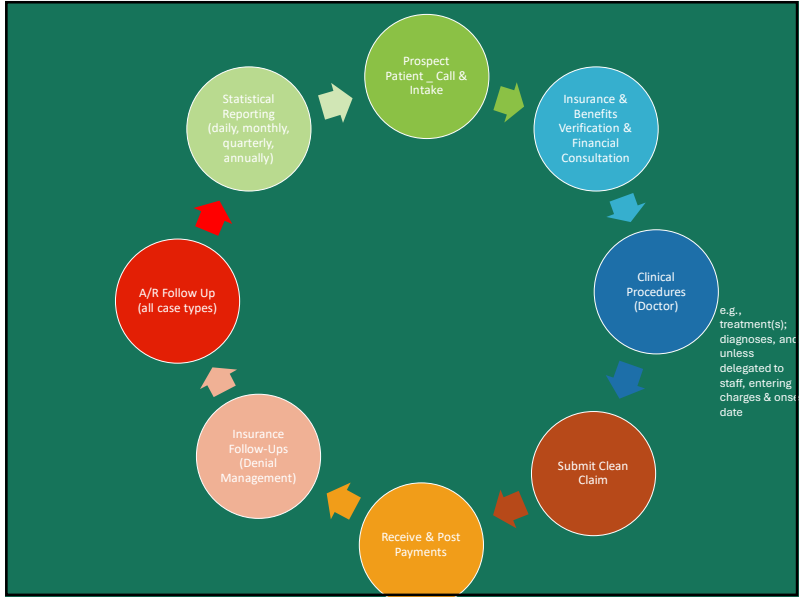 Prospect
Patient _ Call &
Intake
Insurance &
Benefits
Verification &
Financial
Consultation
Clinical
Procedures
(Doctor)
e.g.,
treatment(s);
diagnoses, and
unless
delegated to
staff, entering
charges & onse
date
Submit Clean
Claim
Receive & Post
Payments
Insurance
Follow-Ups
(Denial
Management)
A/R Follow Up
(all case types)
Statistical
Reporting
(daily, monthly,
quarterly,
annually)